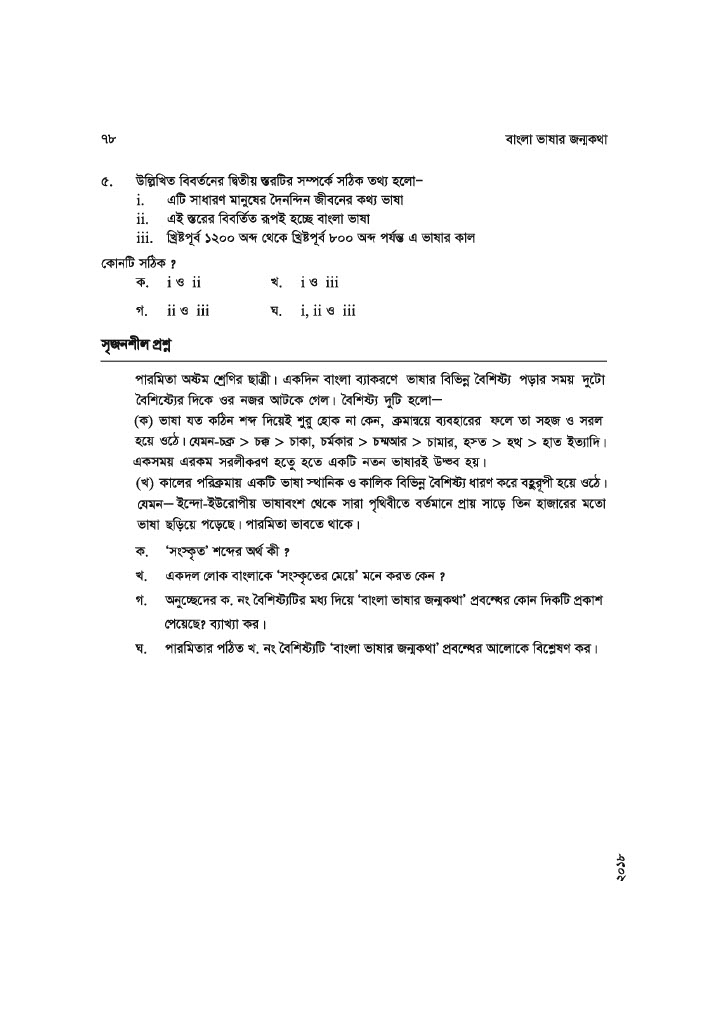 ৭৮ বাংলা ভাষার জন্মকথা
৫. উল্লিখিত বিবর্তনের দ্বিতীয় স্তরটির সম্পর্কে সঠিক তথ্য হলো–
i. এটি সাধারণ মানুষের দৈনন্দিন জীবনের কথ্য ভাষা
ii. এই স্তরের বিবর্তিত রূপই হচ্ছে বাংলা ভাষা
iii. খ্রিষ্টপূর্ব ১২০০ অব্দ থেকে খ্রিষ্টপূর্ব ৮০০ অব্দ পর্যন্ত এ ভাষার কাল
কোনটি সঠিক ?
ক. i ও ii খ. i ও iii
গ. ii ও iii ঘ. i, ii ও iii
সৃজনশীল প্রশ্ন
পারমিতা অষ্টম শ্রেণির ছাত্রী। একদিন বাংলা ব্যাকরণে ভাষার বিভিন্ন বৈশিষ্ট্য পড়ার সময় দুটো
বৈশিষ্ট্যের দিকে ওর নজর আটকে গেল। বৈশিষ্ট্য দুটি হলো—
(ক) ভাষা যত কঠিন শব্দ দিয়েই শুরু হোক না কেন, ক্রমান্বয়ে ব্যবহারের ফলে তা সহজ ও সরল
হয়ে ওঠে। যেমন-চক্র > চক্ক > চাকা, চর্মকার > চম্মআর > চামার, হস্ত > হত্থ > হাত ইত্যাদি।
একসময় এরকম সরলীকরণ হতেু হতে একটি নতন ভাষারই উদ্ভব হয়।
(খ) কালের পরিক্রমায় একটি ভাষা স্থানিক ও কালিক বিভিন্ন বৈশিষ্ট্য ধারণ করে বহুরূপী হয়ে ওঠে।
যেমন— ইন্দো-ইউরোপীয় ভাষাবংশ থেকে সারা পৃথিবীতে বর্তমানে প্রায় সাড়ে তিন হাজারের মতো
ভাষা ছড়িয়ে পড়েছে। পারমিতা ভাবতে থাকে।
ক. ‘সংস্কৃত’ শব্দের অর্থ কী ?
খ. একদল লোক বাংলাকে ‘সংস্কৃতের মেয়ে’ মনে করত কেন ?
গ. অনুচ্ছেদের ক. নং বৈশিষ্ট্যটির মধ্য দিয়ে ‘বাংলা ভাষার জন্মকথা’ প্রবন্ধের কোন দিকটি প্রকাশ
পেয়েছে? ব্যাখ্যা কর।
ঘ. পারমিতার পঠিত খ. নং বৈশিষ্ট্যটি ‘বাংলা ভাষার জন্মকথা’ প্রবন্ধের আলোকে বিশ্লেষণ কর।
২০১৮